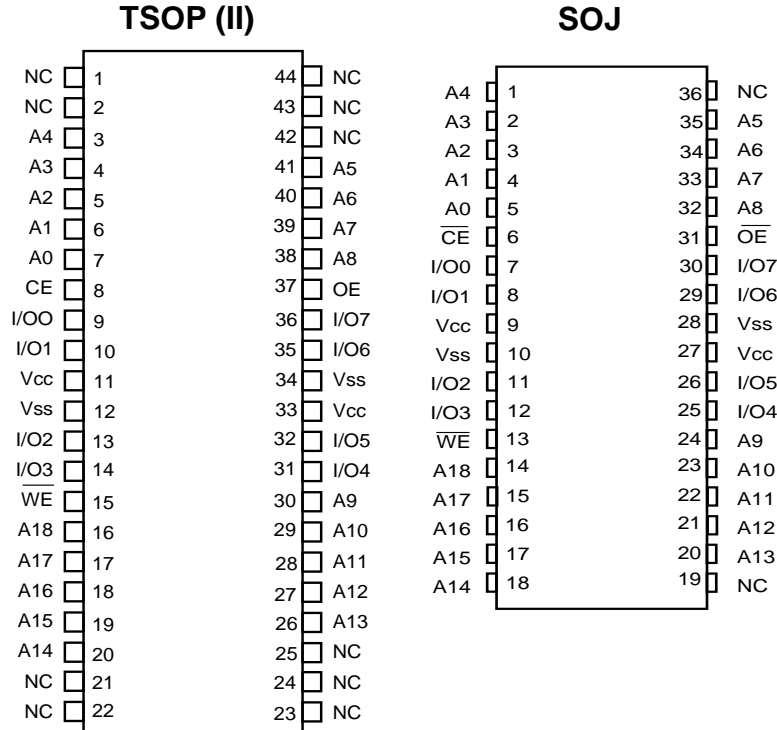 TSOP (II)
NC 1 44 NC
NC 2 43 NC
A4 3 42 NC
A3 4 41 A5
A2 5 40 A6
A1 6 39 A7
A0 7 38 A8
CE 8 37 OE
I/OO 9 36 I/O7
I/O1 10 35 I/O6
Vcc 11 34 Vss
Vss 12 33 Vcc
I/O2 13 32 I/O5
I/O3 14 31 I/O4
W̅E̅ 15 30 A9
A18 16 29 A10
A17 17 28 A11
A16 18 27 A12
A15 19 26 A13
A14 20 25 NC
NC 21 24 NC
NC 22 23 NC
SOJ
A4 1 36 NC
A3 2 35 A5
A2 3 34 A6
A1 4 33 A7
A0 5 32 A8
C̅E̅ 6 31 O̅E̅
I/O0 7 30 I/O7
I/O1 8 29 I/O6
Vcc 9 28 Vss
Vss 10 27 Vcc
I/O2 11 26 I/O5
I/O3 12 25 I/O4
W̅E̅ 13 24 A9
A18 14 23 A10
A17 15 22 A11
A16 16 21 A12
A15 17 20 A13
A14 18 19 NC